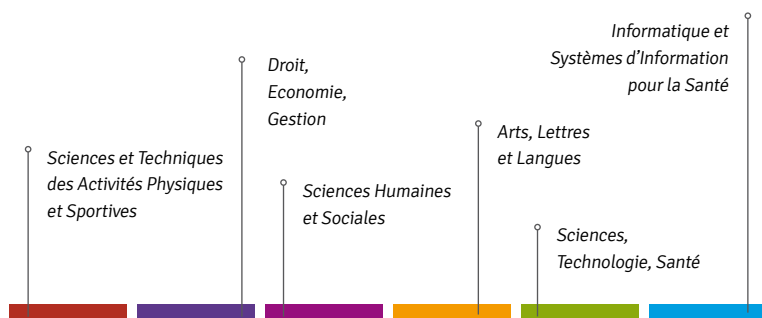 Sciences et Techniques
des Activités Physiques
et Sportives
Droit,
Economie,
Gestion
Sciences Humaines
et Sociales
Arts, Lettres
et Langues
Sciences,
Technologie, Santé
Informatique et
Systèmes d'Information
pour la Santé